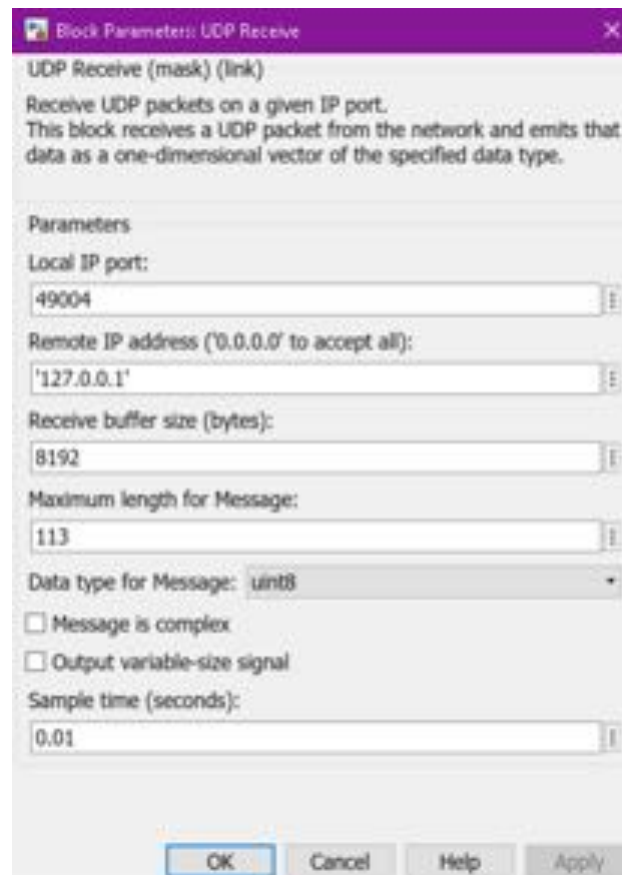 Block Parameters: UDP Receive
UDP Receive (mask) (link)
Receive UDP packets on a given IP port.
This block receives a UDP packet from the network and emits that
data as a one-dimensional vector of the specified data type.
Parameters
Local IP port:
49004
Remote IP address ('0.0.0.0' to accept all):
'127.0.0.1'
Receive buffer size (bytes):
8192
Maximum length for Message:
113
Data type for Message: uint8
Message is complex
Output variable-size signal
Sample time (seconds):
0.01
OK Cancel Help Apply